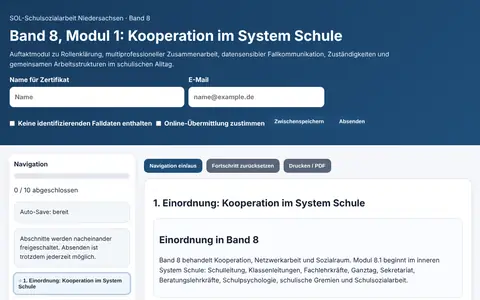 SOL-Schulsozialarbeit Niedersachsen · Band 8
Band 8, Modul 1: Kooperation im System Schule
Auftaktmodul zu Rollenklärung, multiprofessioneller Zusammenarbeit, datensensibler Fallkommunikation, Zuständigkeiten und
gemeinsamen Arbeitsstrukturen im schulischen Alltag.
Name für Zertifikat
E-Mail
Name
name@example.de
Keine identifizierenden Falldaten enthalten
Online-Übermittlung zustimmen
Zwischenspeichern
Absenden
Navigation
0 / 10 abgeschlossen
Auto-Save: bereit
Abschnitte werden nacheinander
freigeschaltet. Absenden ist
trotzdem jederzeit möglich.
1. Einordnung: Kooperation im System
Schule
Navigation ein/aus
Fortschritt zurücksetzen
Drucken / PDF
1. Einordnung: Kooperation im System Schule
Einordnung in Band 8
Band 8 behandelt Kooperation, Netzwerkarbeit und Sozialraum. Modul 8.1 beginnt im inneren
System Schule: Schulleitung, Klassenleitungen, Fachlehrkräfte, Ganztag, Sekretariat,
Beratungslehrkräfte, Schulpsychologie, schulische Gremien und Schulsozialarbeit.